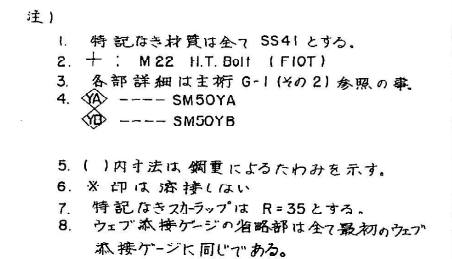 注)
1. 特記なき材質は全て SS41 とする。
2. + : M22 H.T. Bolt (F10T)
3. 各部詳細は主桁 G-1 (その2) 参照の事。
4. YA ---- SM50YA
YB ---- SM50YB
5. ( )内寸法は鋼重によるたわみを示す。
6. ※ 印は溶接しない
7. 特記なきスカーラップは R=35 とする。
8. ウェブ添接ゲージの省略部は全て最初のウェブ
添接ゲージに同じである。